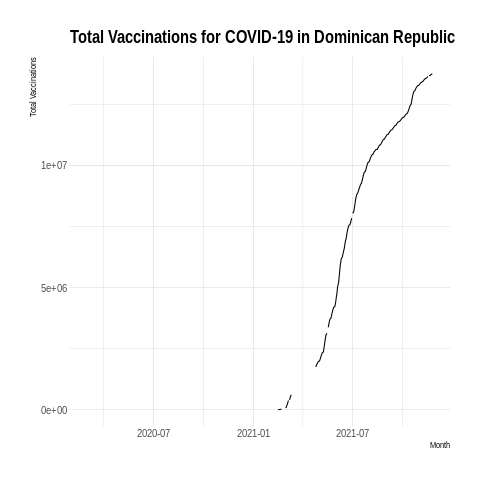 Total Vaccinations for COVID-19 in Dominican Republic
Total Vaccinations
1e+07
5e+06
0e+00
2020-07 2021-01 2021-07
Month